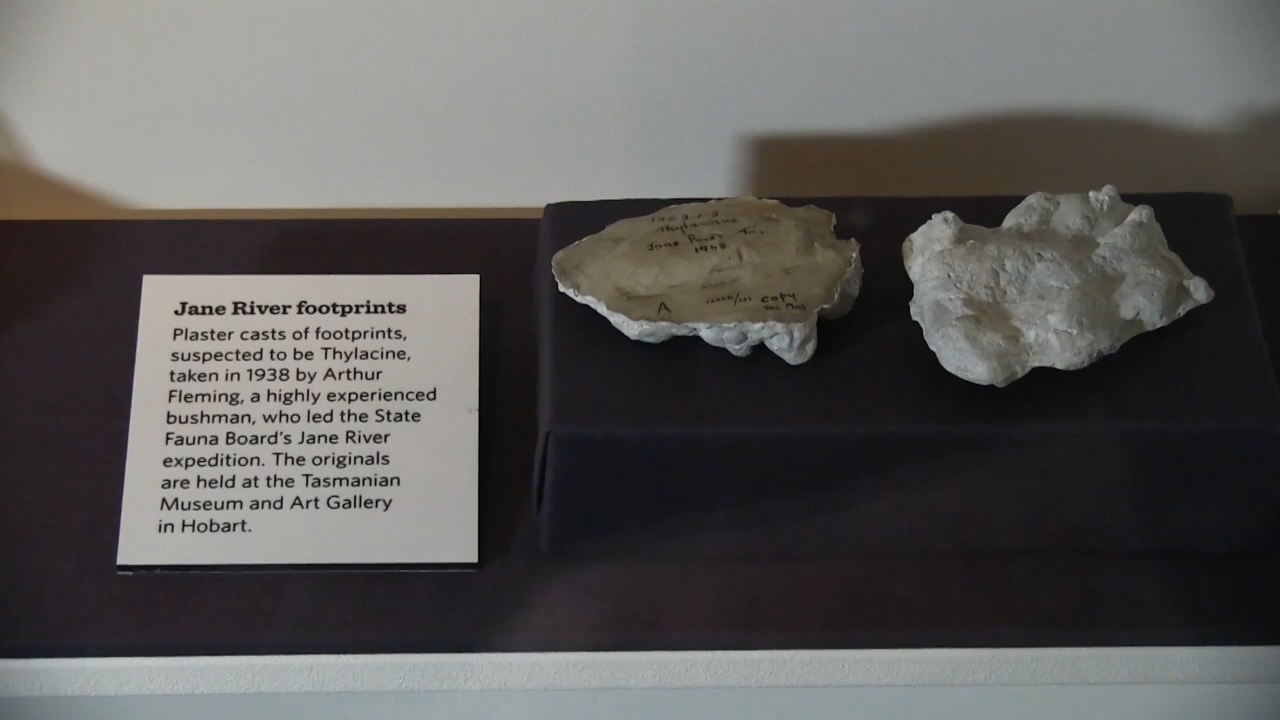 Jane River footprints
Plaster casts of footprints,
suspected to be Thylacine,
taken in 1938 by Arthur
Fleming, a highly experienced
bushman, who led the State
Fauna Board's Jane River
expedition. The originals
are held at the Tasmanian
Museum and Art Gallery
in Hobart.
Thylacinus
Jane River Tas.
1938
A
copy